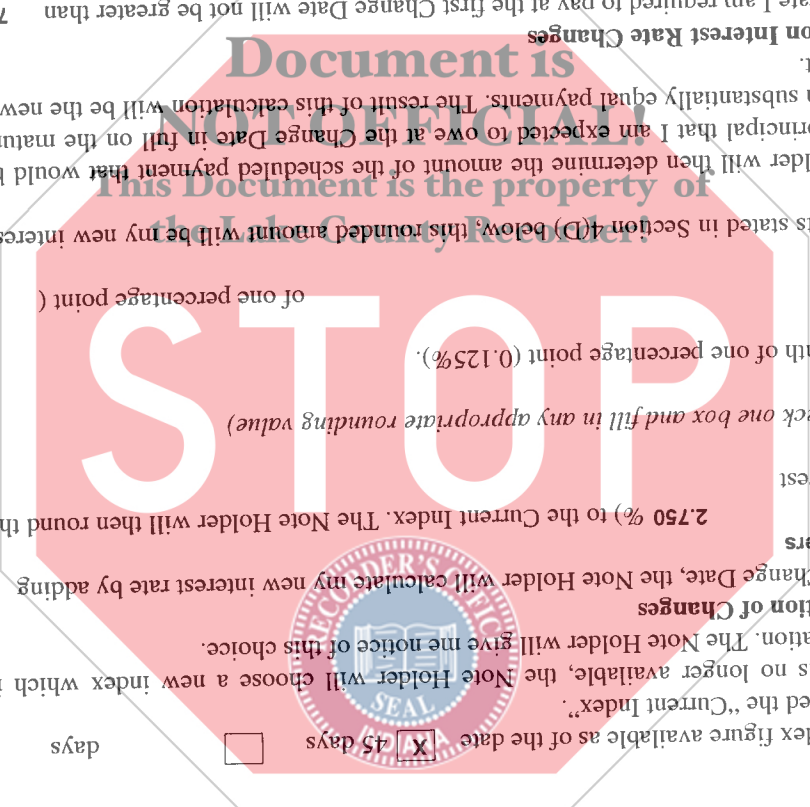 Document is
NOT OFFICIAL!
This Document is the property of
the Lake County Recorder!
STOP
RECORDER'S OFFICE
SEAL
INDIANA
dex figure available as of the date X 45 days days
ed the “Current Index”.
s no longer available, the Note Holder will choose a new index which
ation. The Note Holder will give me notice of this choice.
tion of Changes
Change Date, the Note Holder will calculate my new interest rate by adding
ers
2.750 %) to the Current Index. The Note Holder will then round th
est
eck one box and fill in any appropriate rounding value)
nth of one percentage point (0.125%).
of one percentage point (
ts stated in Section 4(D) below, this rounded amount will be my new interes
lder will then determine the amount of the scheduled payment that would b
principal that I am expected to owe at the Change Date in full on the matur
n substantially equal payments. The result of this calculation will be the new
t.
on Interest Rate Changes
ate I am required to pay at the first Change Date will not be greater than